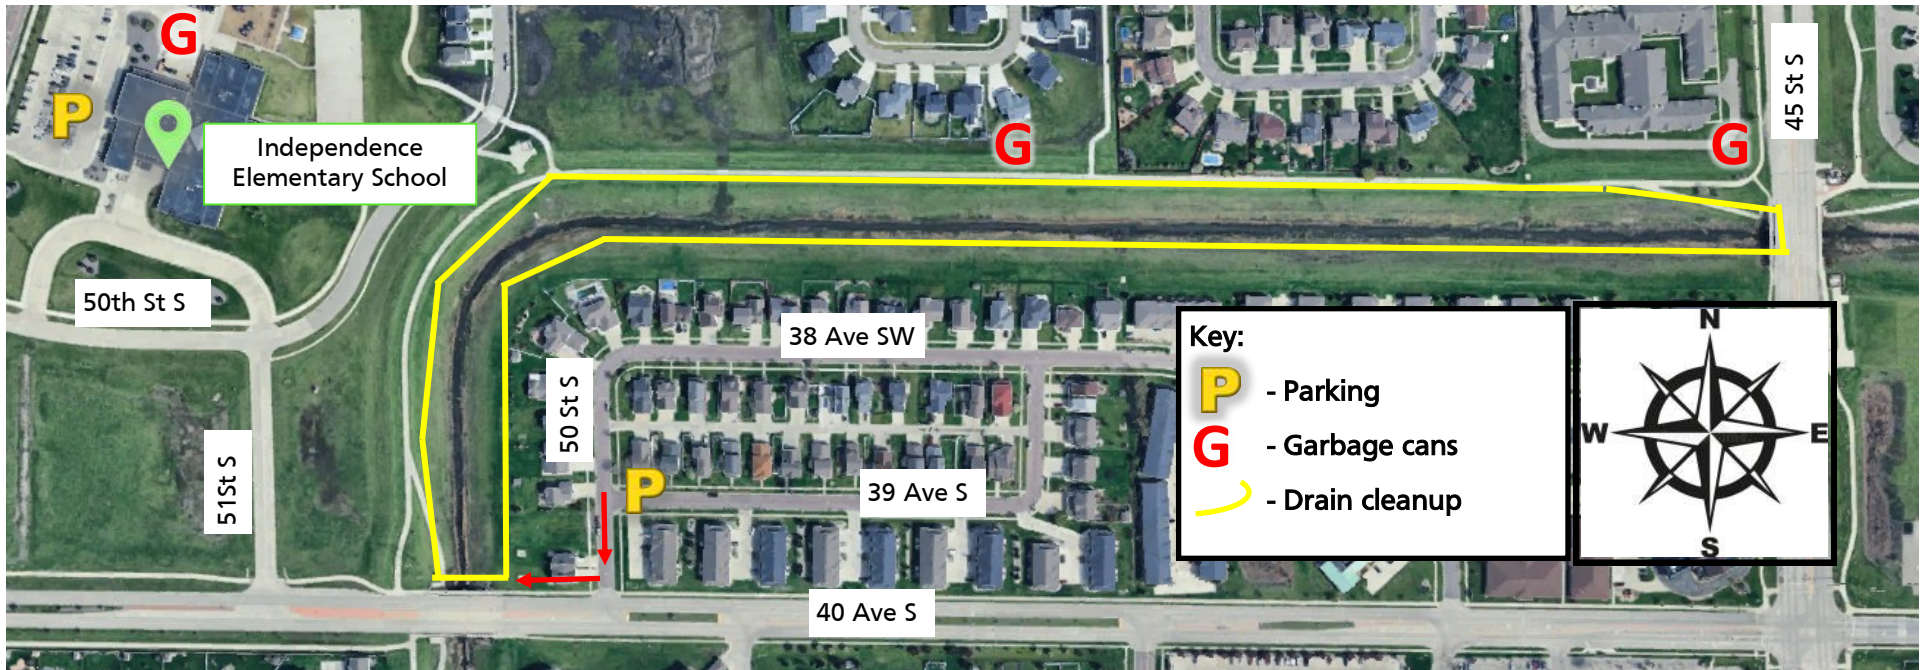 G
45 St S
P
G
G
Independence
Elementary School
50th St S
38 Ave SW
N
Key:
P - Parking
50 St S
W
E
G - Garbage cans
51St S
P
39 Ave S
- Drain cleanup
S
40 Ave S